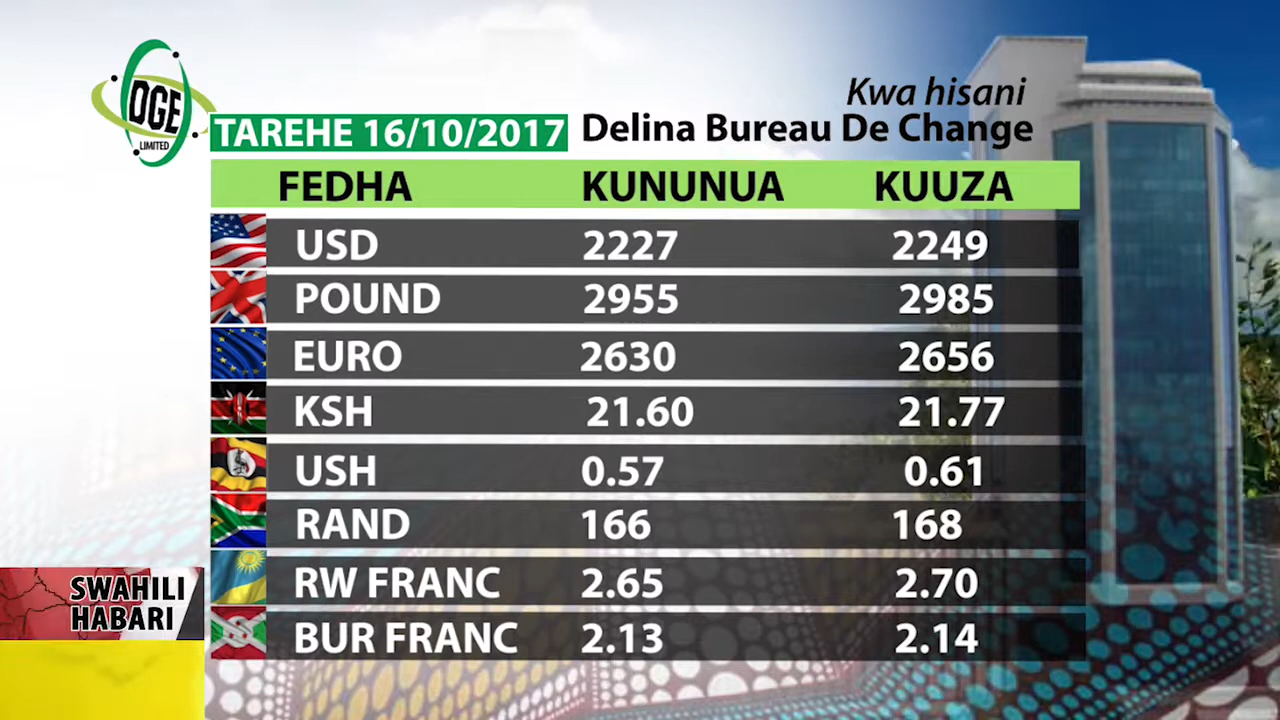 DGE
LIMITED
Kwa hisani
TAREHE 16/10/2017 Delina Bureau De Change
FEDHA KUNUNUA KUUZA
USD 2227 2249
POUND 2955 2985
EURO 2630 2656
KSH 21.60 21.77
USH 0.57 0.61
RAND 166 168
RW FRANC 2.65 2.70
BUR FRANC 2.13 2.14
SWAHILI
HABARI